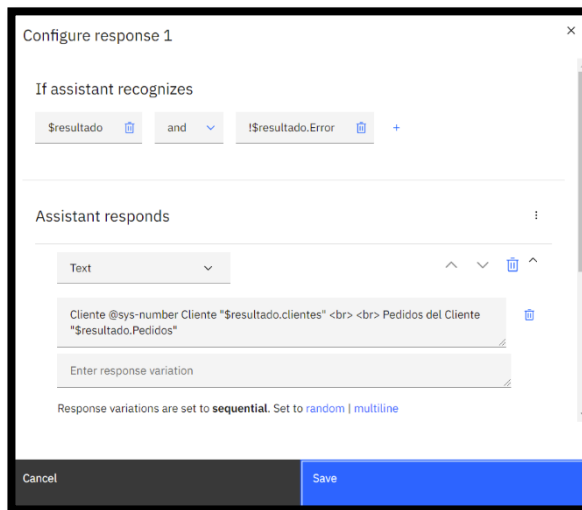 Configure response 1
If assistant recognizes
$resultado and !$resultado.Error +
Assistant responds
Text
Cliente @sys-number Cliente "$resultado.clientes" <br> <br> Pedidos del Cliente
"$resultado.Pedidos"
Enter response variation
Response variations are set to sequential. Set to random | multiline
Cancel Save